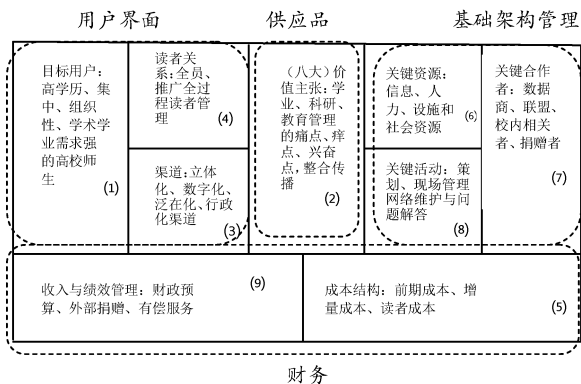 用户界面
供应品
基础架构管理
目标用户：
高学历、集
中、组织
性、学术学
业需求强
的高校师
生
(1)
读者关
系：全员、
推广全过
程读者管
理
(4)
渠道：立体
化、数字化、
泛在化、行政
化渠道
(3)
（八大）价
值主张：学
业、科研、
教育管理
的痛点、痒
点、兴奋
点，整合传
播
(2)
关键资源：
信息、人
力、设施和
社会资源
(6)
关键活动：策
划、现场管理
网络维护与问
题解答
(8)
关键合作
者：数据
商、联盟、
校内相关
者、捐赠者
(7)
收入与绩效管理：财政预
算、外部捐赠、有偿服务
(9)
成本结构：前期成本、增
量成本、读者成本
(5)
财务